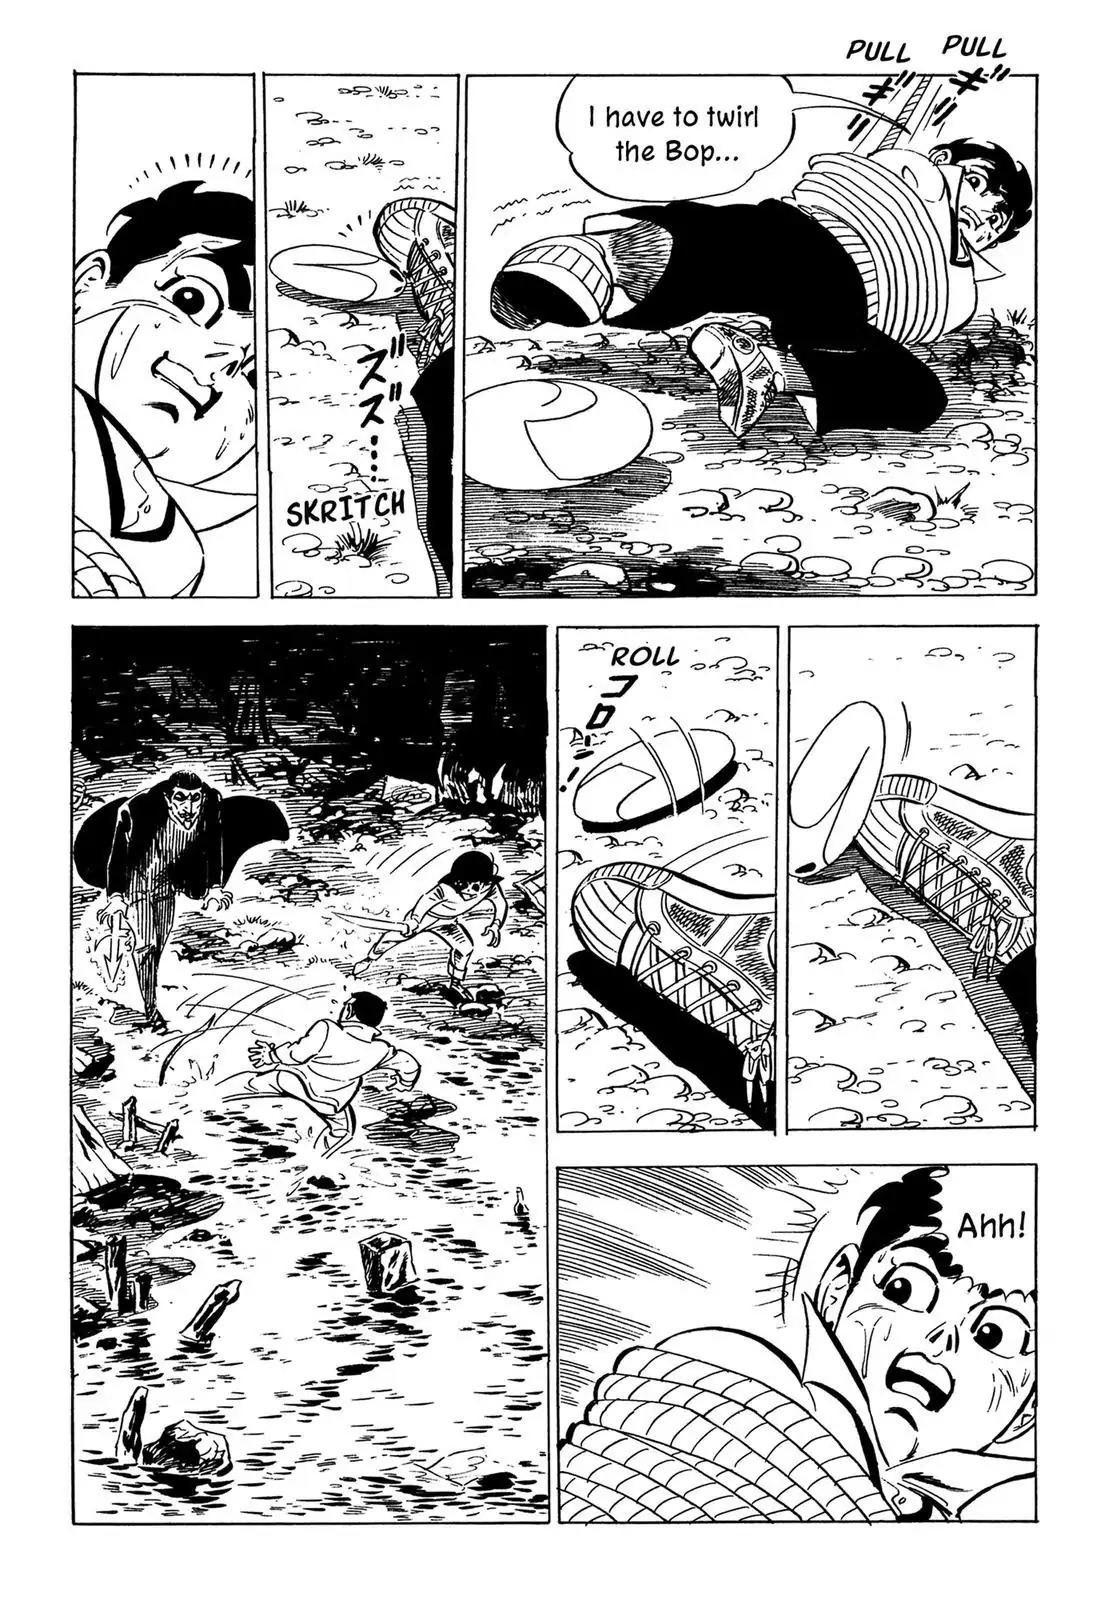 PULL
PULL
ギ
ギ
I have to twirl
the Bop...
ズズ...
SKRITCH
ROLL
コロ...!
Ahh!